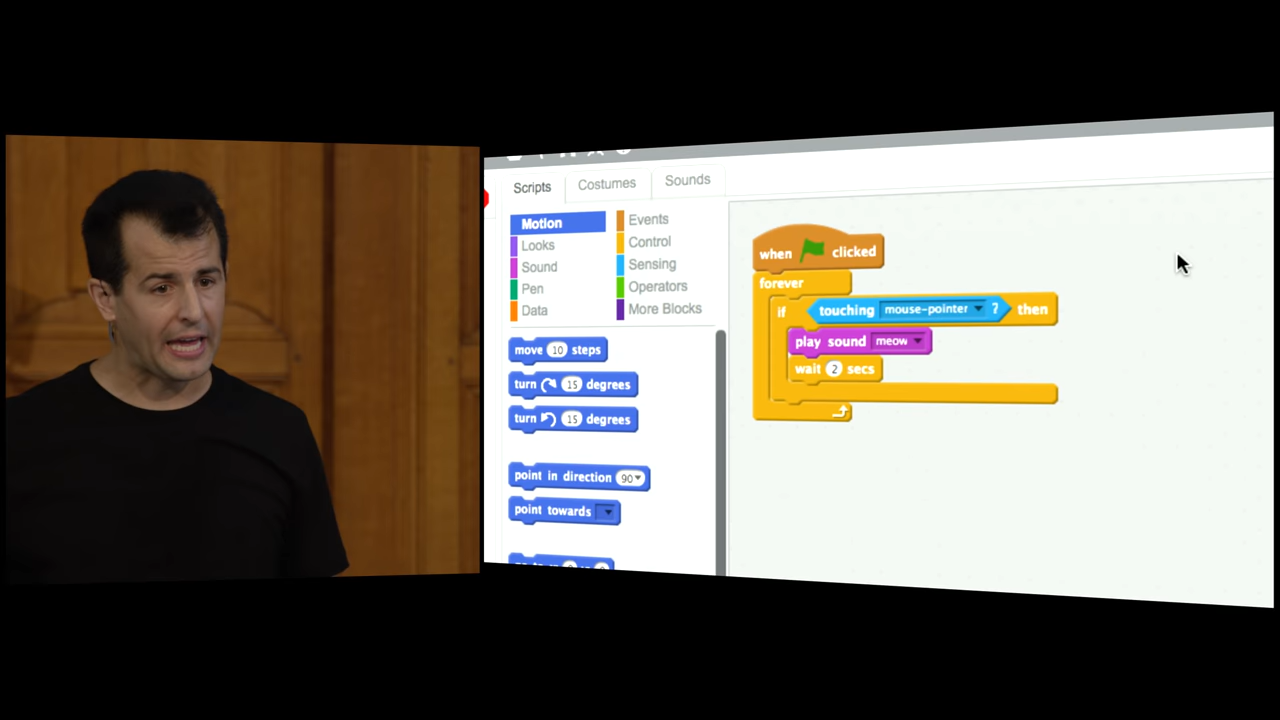 Scripts Costumes Sounds
Motion Events
Looks Control
Sound Sensing
Pen Operators
Data More Blocks
move 10 steps
turn 15 degrees
turn 15 degrees
point in direction 90
point towards
when clicked
forever
if touching mouse-pointer ? then
play sound meow
wait 2 secs